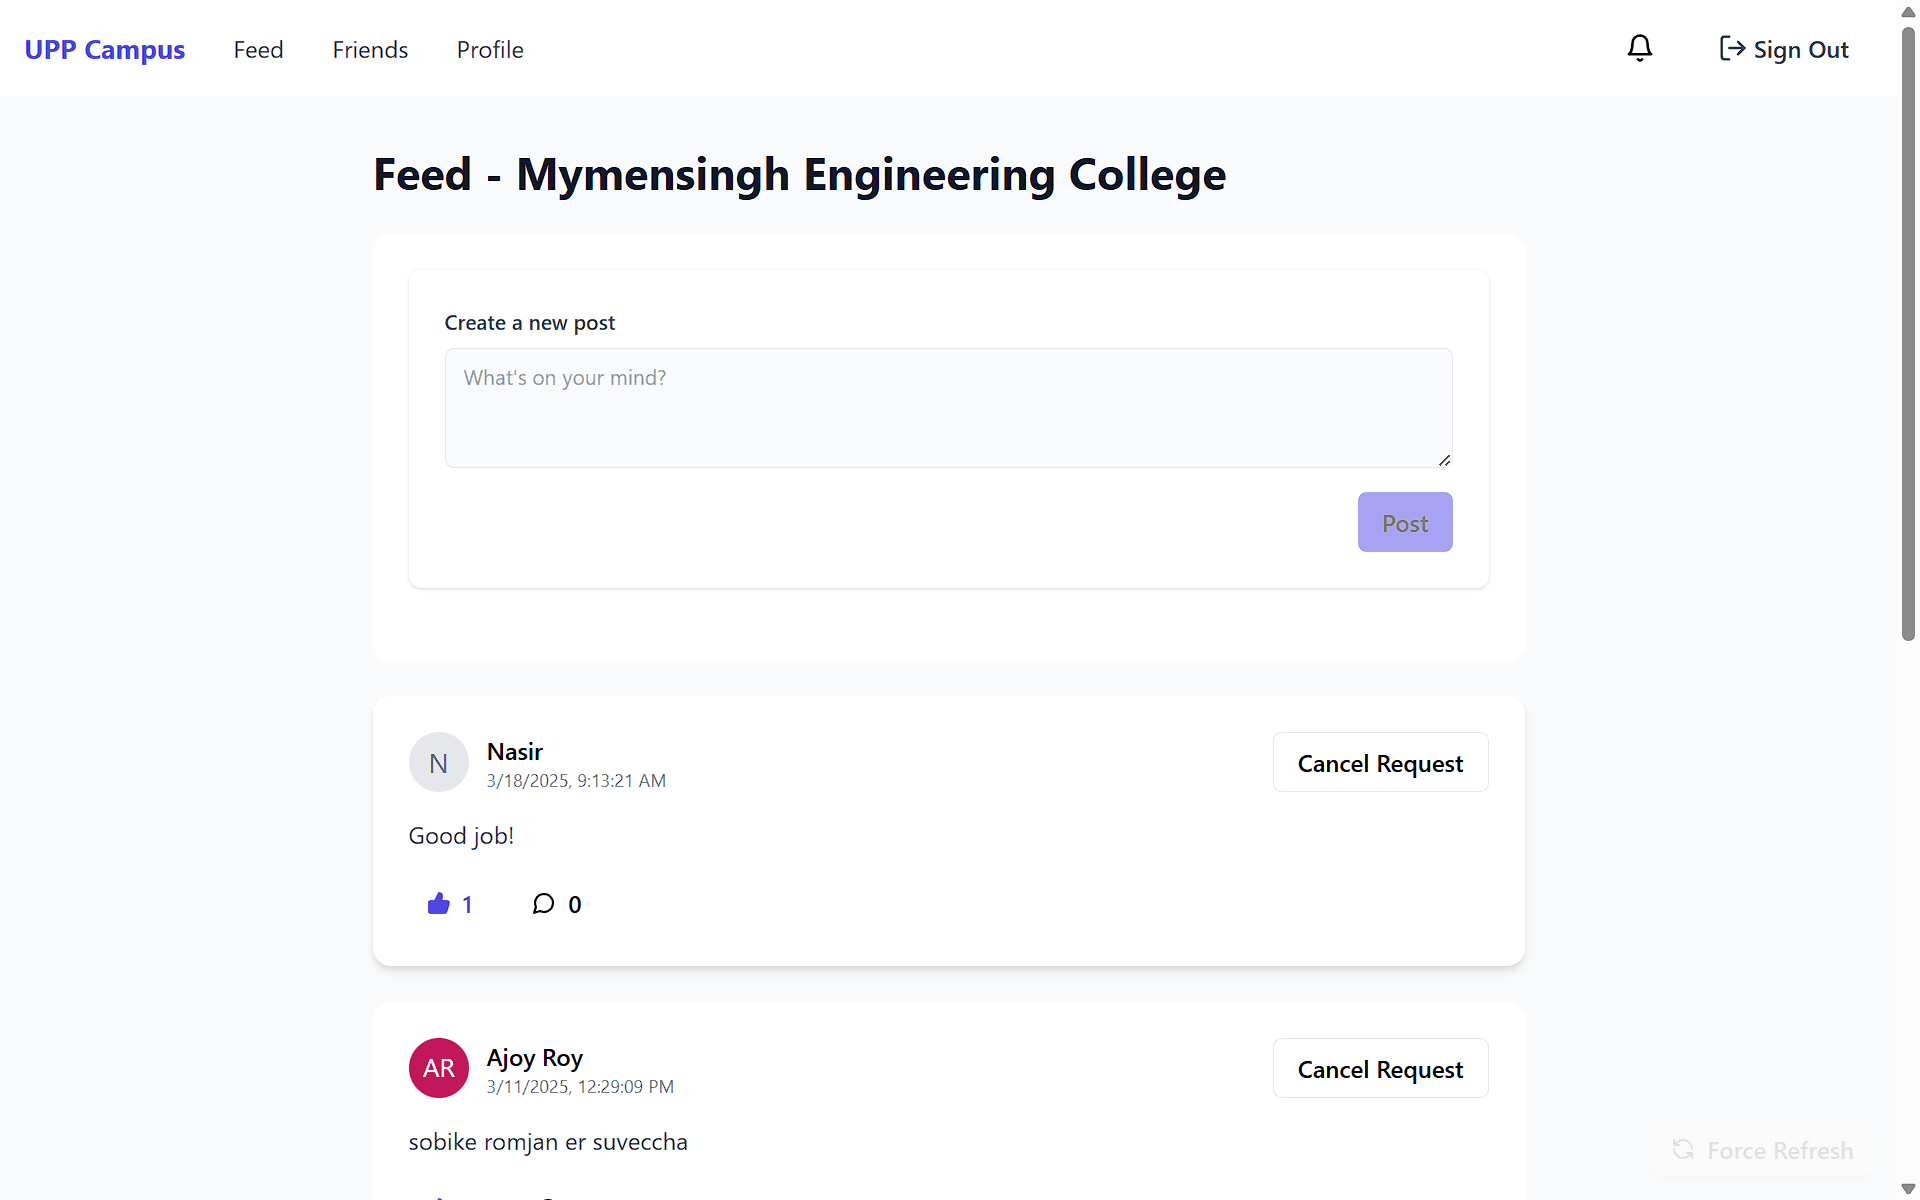 UPP Campus Feed Friends Profile Sign Out
Feed - Mymensingh Engineering College
Create a new post
What's on your mind?
Post
N Nasir Cancel Request
3/18/2025, 9:13:21 AM
Good job!
1 0
AR Ajoy Roy Cancel Request
3/11/2025, 12:29:09 PM
sobike romjan er suveccha
Force Refresh